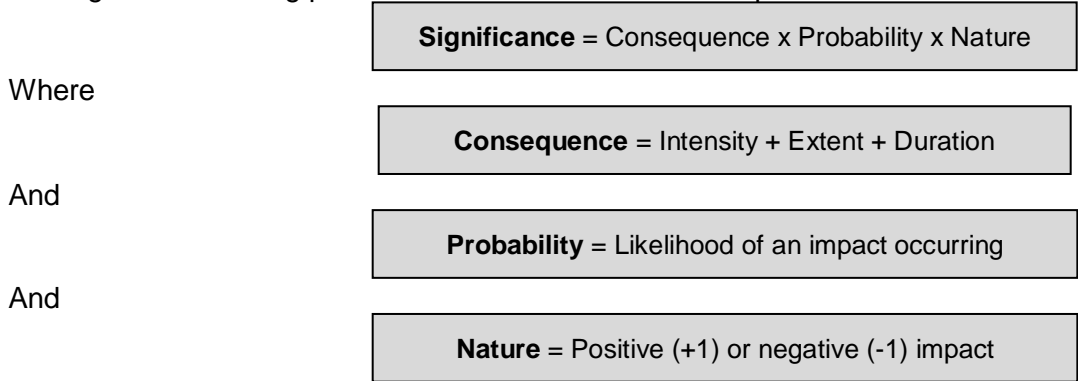 Significance = Consequence x Probability x Nature
Where
Consequence = Intensity + Extent + Duration
And
Probability = Likelihood of an impact occurring
And
Nature = Positive (+1) or negative (-1) impact